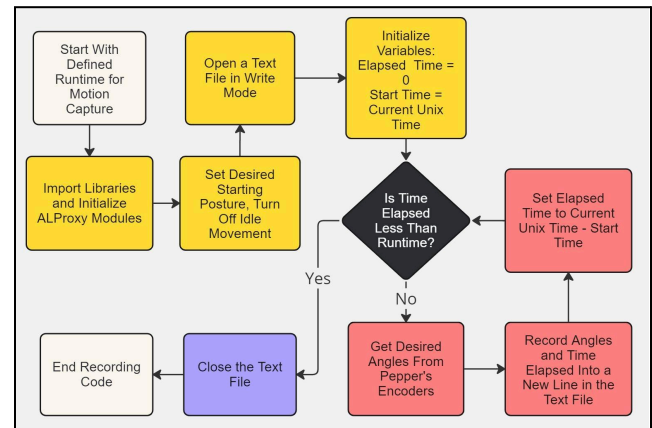 Start With
Defined
Runtime for
Motion
Capture
Import Libraries
and Initialize
ALProxy Modules
Set Desired
Starting
Posture, Turn
Off Idle
Movement
Open a Text
File in Write
Mode
Initialize
Variables:
Elapsed Time =
0
Start Time =
Current Unix
Time
Is Time
Elapsed
Less Than
Runtime?
Yes
No
Get Desired
Angles From
Pepper's
Encoders
Record Angles
and Time
Elapsed Into a
New Line in the
Text File
Set Elapsed
Time to Current
Unix Time - Start
Time
Close the Text
File
End Recording
Code